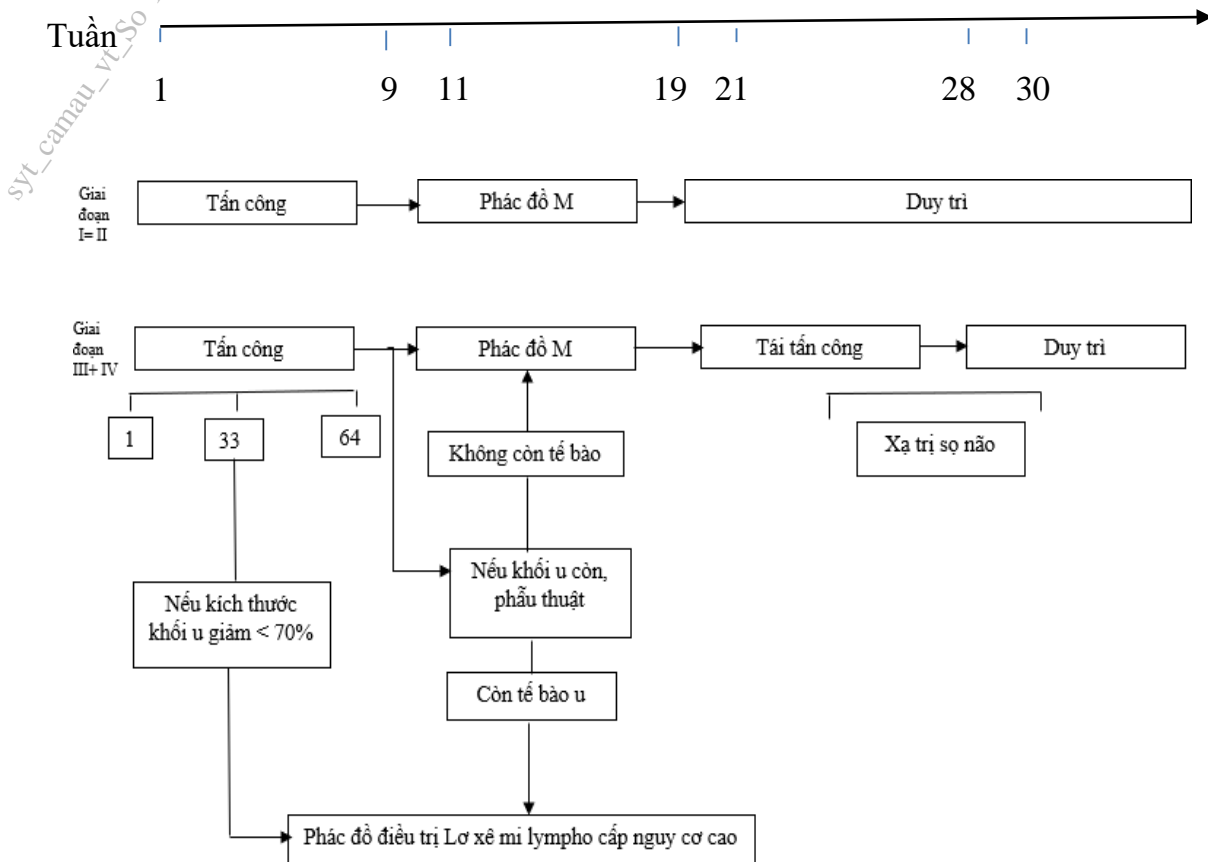 Tuần
1 9 11 19 21 28 30
syt_camau_vt_So
Giai
đoạn
I= II
Tấn công
Phác đồ M
Duy trì
Giai
đoạn
III+ IV
Tấn công
Phác đồ M
Tái tấn công
Duy trì
1
33
64
Không còn tế bào
Xạ trị sọ não
Nếu kích thước
khối u giảm < 70%
Nếu khối u còn,
phẫu thuật
Còn tế bào u
Phác đồ điều trị Lơ xê mi lympho cấp nguy cơ cao